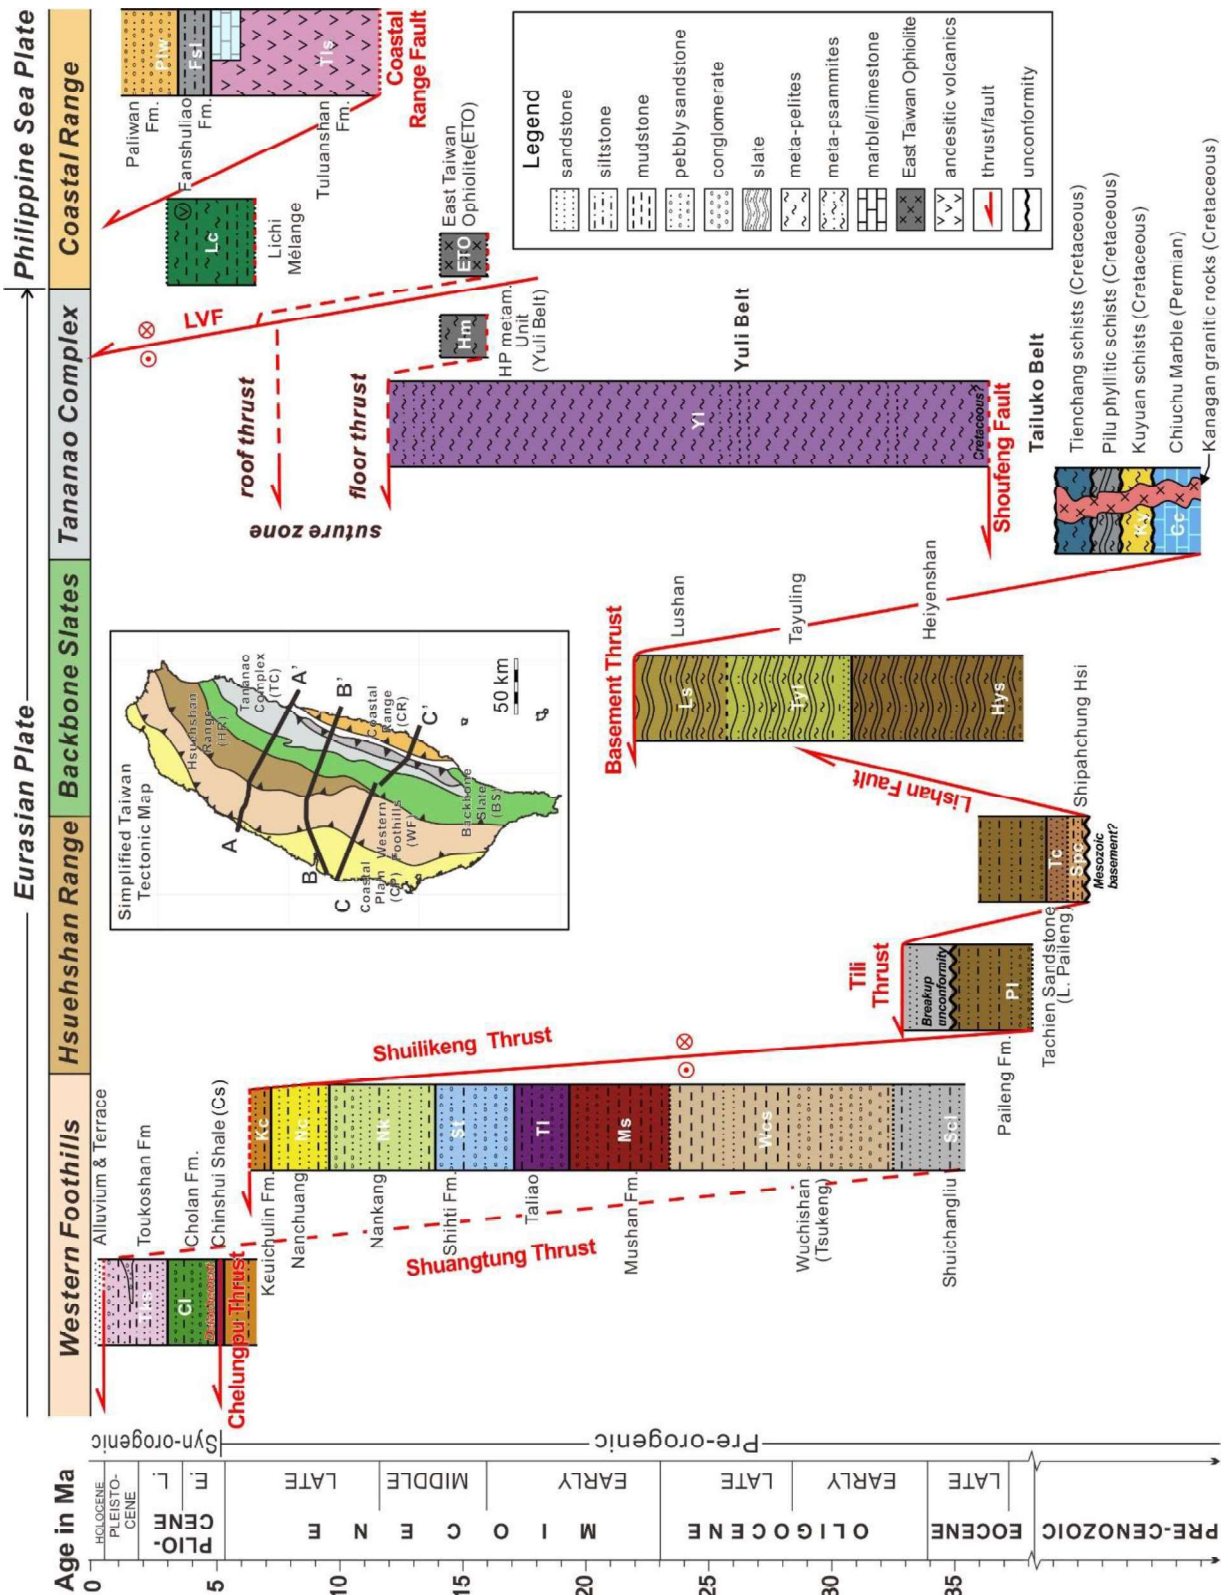 Eurasian Plate
Philippine Sea Plate
Age in Ma
Western Foothills
Hsuehshan Range
Backbone Slates
Tananao Complex
Coastal Range
0
5
10
15
20
25
30
35
HOLOCENE
PLEISTO-
CENE
PLIO-
CENE
L.
E.
MIOCENE
LATE
MIDDLE
EARLY
OLIGOCENE
LATE
EARLY
EOCENE
LATE
PRE-CENOZOIC
Syn-orogenic
Pre-orogenic
Alluvium & Terrace
Toukoshan Fm
Cholan Fm.
Chinshui Shale (Cs)
Cl
Chelungpu Thrust
Keuichulin Fm.
Nanchuang
Nankang
Shihti Fm.
Taliao
Mushan Fm.
Wuchishan
(Tsukeng)
Shuichangliu
Shuangtung Thrust
Kc
Nc
Nk
St
Tl
Ms
Wcs
Scl
Shuilikeng Thrust
Tili
Thrust
Breakup
unconformity
Pl
Paileng Fm.
Tachien Sandstone
(L. Paileng)
Tc
Spc
Mesozoic
basement?
Shipahchung Hsi
Lishan Fault
Simplified Taiwan
Tectonic Map
Hsuehshan
Range
(HR)
Tananao
Complex
(TC)
Coastal
Plain
(CP)
Western
Foothills
(WF)
Backbone
Slate
(BS)
Coastal
Range
(CR)
A
A'
B
B'
C
C'
50 km
Basement Thrust
Ls
Tyl
Hys
Lushan
Tayuling
Heiyenshan
roof thrust
suture zone
floor thrust
LVF
Hm
HP metam.
Unit
(Yuli Belt)
Yl
Cretaceous?
Yuli Belt
Shoufeng Fault
Tailuko Belt
Ky
Cc
Tienchang schists (Cretaceous)
Pilu phyllitic schists (Cretaceous)
Kuyuan schists (Cretaceous)
Chiuchu Marble (Permian)
Kanagan granitic rocks (Cretaceous)
Lc
Lichi
Mélange
ETO
East Taiwan
Ophiolite(ETO)
Paliwan
Fm.
Fanshuliao
Fm.
Tuluanshan
Fm.
Plw
Fsl
Tls
Coastal
Range Fault
Legend
sandstone
siltstone
mudstone
pebbly sandstone
conglomerate
slate
meta-pelites
meta-psammites
marble/limestone
East Taiwan Ophiolite
andesitic volcanics
thrust/fault
unconformity